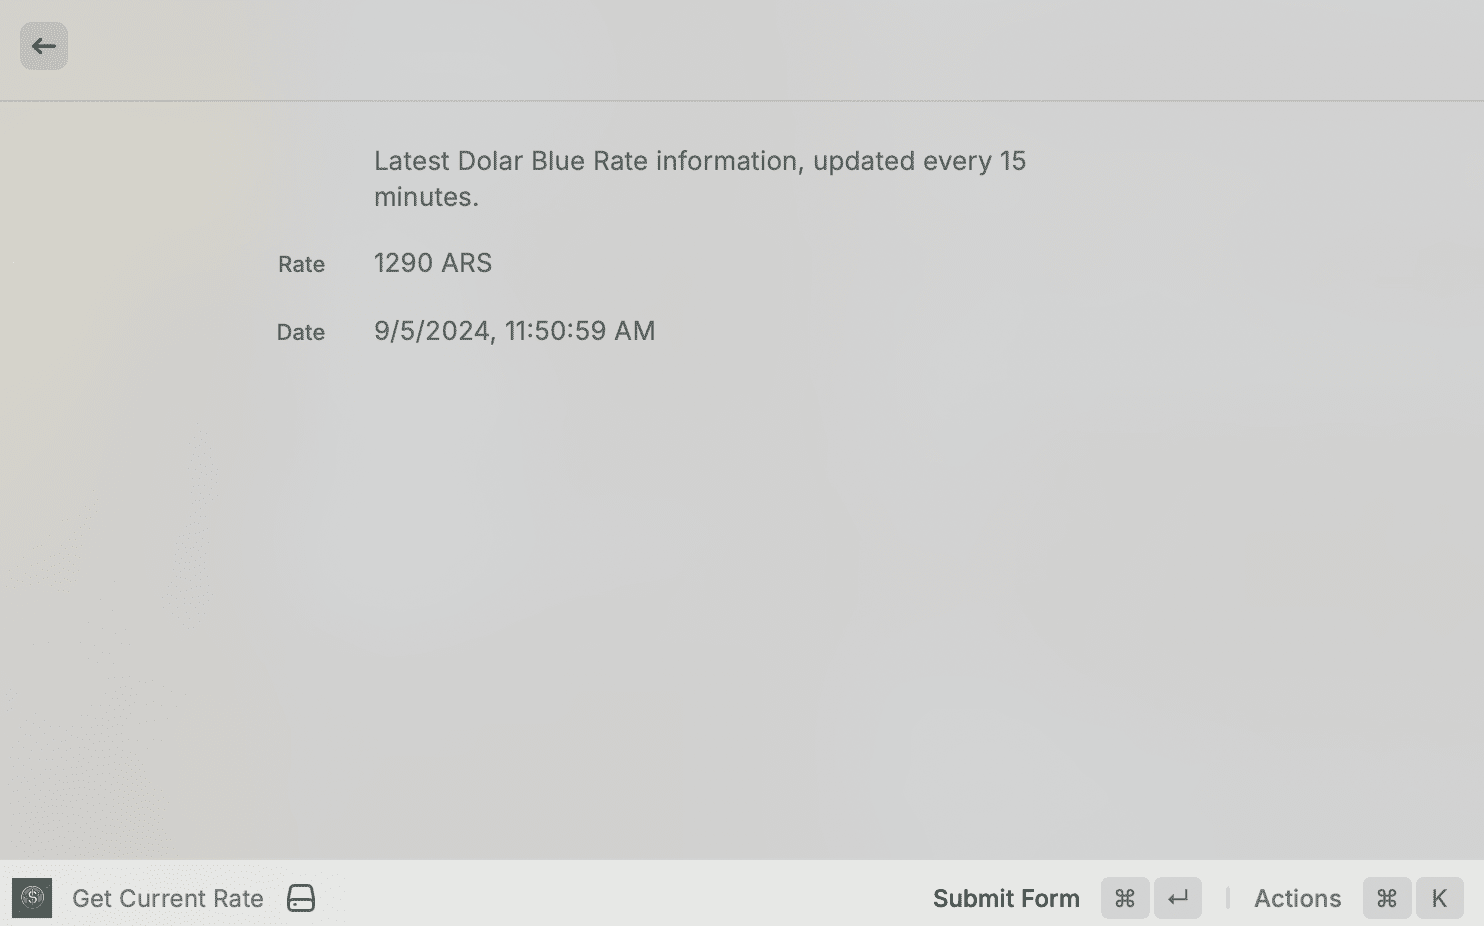 Latest Dolar Blue Rate information, updated every 15
minutes.
Rate 1290 ARS
Date 9/5/2024, 11:50:59 AM
$ Get Current Rate Submit Form ⌘ ↵ Actions ⌘ K